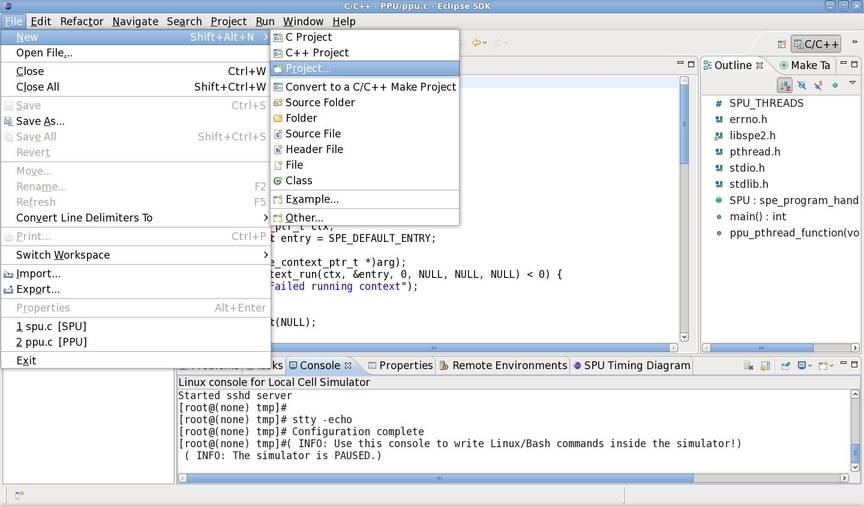 C/C++ - PPU/ppu.c - Eclipse SDK
File Edit Refactor Navigate Search Project Run Window Help
New Shift+Alt+N
Open File...
Close Ctrl+W
Close All Shift+Ctrl+W
Save Ctrl+S
Save As...
Save All Shift+Ctrl+S
Revert
Move...
Rename... F2
Refresh F5
Convert Line Delimiters To
Print... Ctrl+P
Switch Workspace
Import...
Export...
Properties Alt+Enter
1 spu.c [SPU]
2 ppu.c [PPU]
Exit
C Project
C++ Project
Project...
Convert to a C/C++ Make Project
Source Folder
Folder
Source File
Header File
File
Class
Example...
Other...
C/C++
_ptr_t ctx;
t entry = SPE_DEFAULT_ENTRY;
e_context_ptr_t *)arg);
text_run(ctx, &entry, 0, NULL, NULL, NULL) < 0) {
Failed running context");
t(NULL);
Outline Make Ta
# SPU_THREADS
errno.h
libspe2.h
pthread.h
stdio.h
stdlib.h
SPU : spe_program_hand
main() : int
ppu_pthread_function(vo
Problems Tasks Console Properties Remote Environments SPU Timing Diagram
Linux console for Local Cell Simulator
Started sshd server
[root@(none) tmp]#
[root@(none) tmp]# stty -echo
[root@(none) tmp]# Configuration complete
[root@(none) tmp]#( INFO: Use this console to write Linux/Bash commands inside the simulator!)
( INFO: The simulator is PAUSED.)